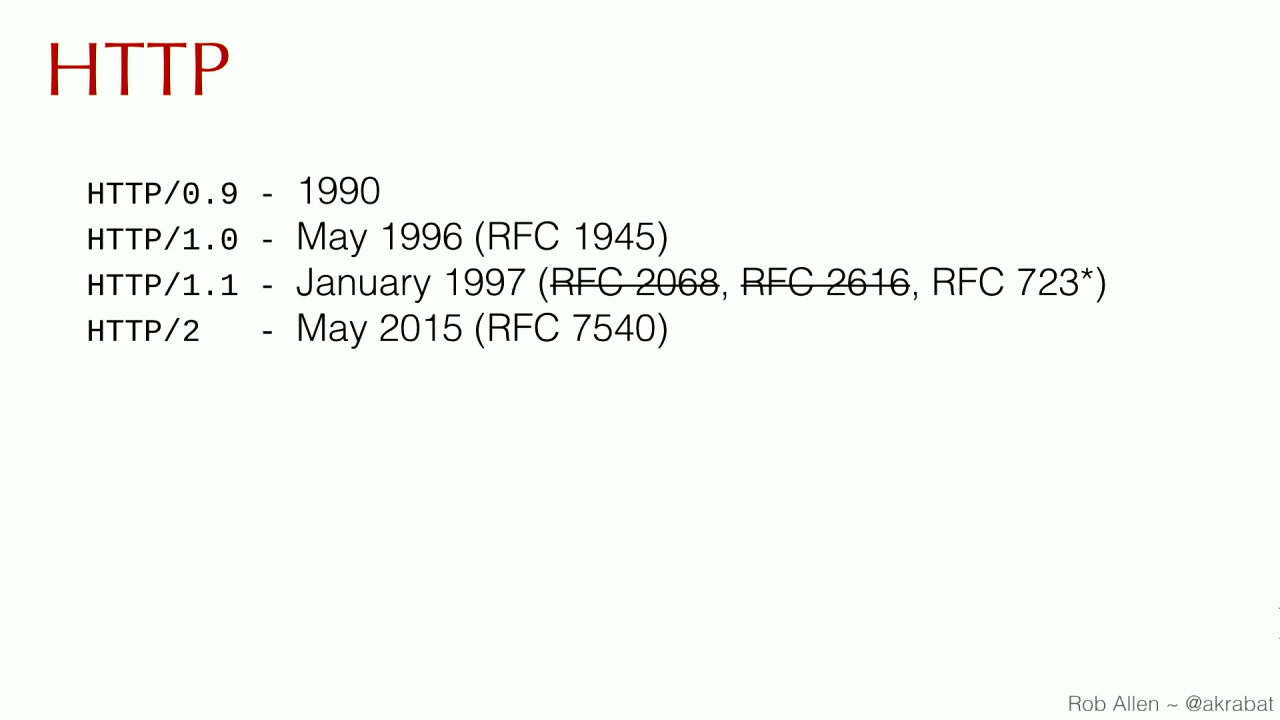 HTTP
HTTP/0.9 - 1990
HTTP/1.0 - May 1996 (RFC 1945)
HTTP/1.1 - January 1997 (RFC 2068, RFC 2616, RFC 723*)
HTTP/2 - May 2015 (RFC 7540)
Rob Allen ~ @akrabat